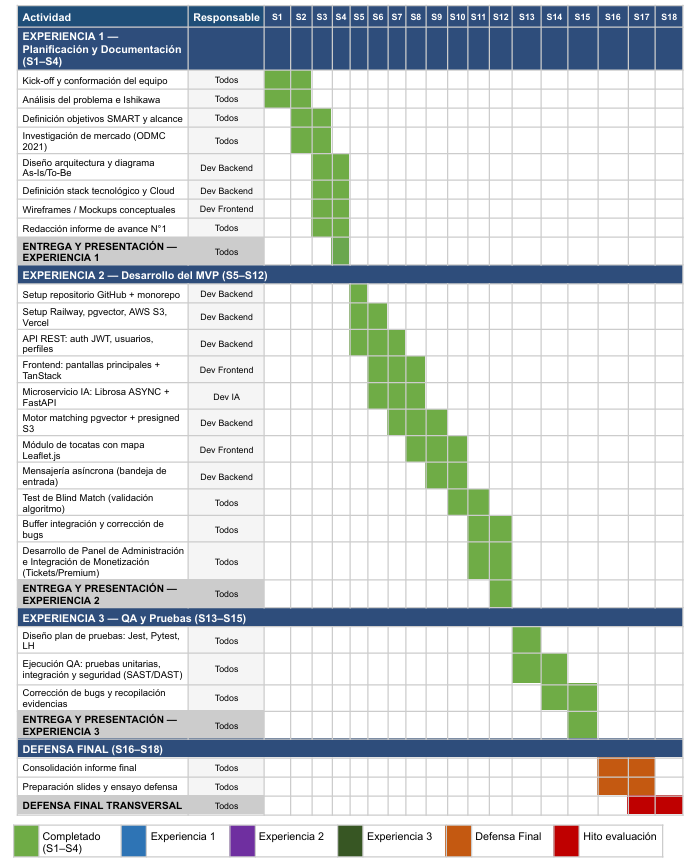 Actividad Responsable S1 S2 S3 S4 S5 S6 S7 S8 S9 S10 S11 S12 S13 S14 S15 S16 S17 S18
EXPERIENCIA 1 —
Planificación y Documentación
(S1–S4)
Kick-off y conformación del equipo Todos
Análisis del problema e Ishikawa Todos
Definición objetivos SMART y alcance Todos
Investigación de mercado (ODMC
2021) Todos
Diseño arquitectura y diagrama
As-Is/To-Be Dev Backend
Definición stack tecnológico y Cloud Dev Backend
Wireframes / Mockups conceptuales Dev Frontend
Redacción informe de avance N°1 Todos
ENTREGA Y PRESENTACIÓN —
EXPERIENCIA 1 Todos
EXPERIENCIA 2 — Desarrollo del MVP (S5–S12)
Setup repositorio GitHub + monorepo Dev Backend
Setup Railway, pgvector, AWS S3,
Vercel Dev Backend
API REST: auth JWT, usuarios,
perfiles Dev Backend
Frontend: pantallas principales +
TanStack Dev Frontend
Microservicio IA: Librosa ASYNC +
FastAPI Dev IA
Motor matching pgvector + presigned
S3 Dev Backend
Módulo de tocatas con mapa
Leaflet.js Dev Frontend
Mensajería asíncrona (bandeja de
entrada) Dev Backend
Test de Blind Match (validación
algoritmo) Todos
Buffer integración y corrección de
bugs Todos
Desarrollo de Panel de Administración
e Integración de Monetización
(Tickets/Premium) Todos
ENTREGA Y PRESENTACIÓN —
EXPERIENCIA 2 Todos
EXPERIENCIA 3 — QA y Pruebas (S13–S15)
Diseño plan de pruebas: Jest, Pytest,
LH Todos
Ejecución QA: pruebas unitarias,
integración y seguridad (SAST/DAST) Todos
Corrección de bugs y recopilación
evidencias Todos
ENTREGA Y PRESENTACIÓN —
EXPERIENCIA 3 Todos
DEFENSA FINAL (S16–S18)
Consolidación informe final Todos
Preparación slides y ensayo defensa Todos
DEFENSA FINAL TRANSVERSAL Todos
Completado
(S1–S4)
Experiencia 1
Experiencia 2
Experiencia 3
Defensa Final
Hito evaluación